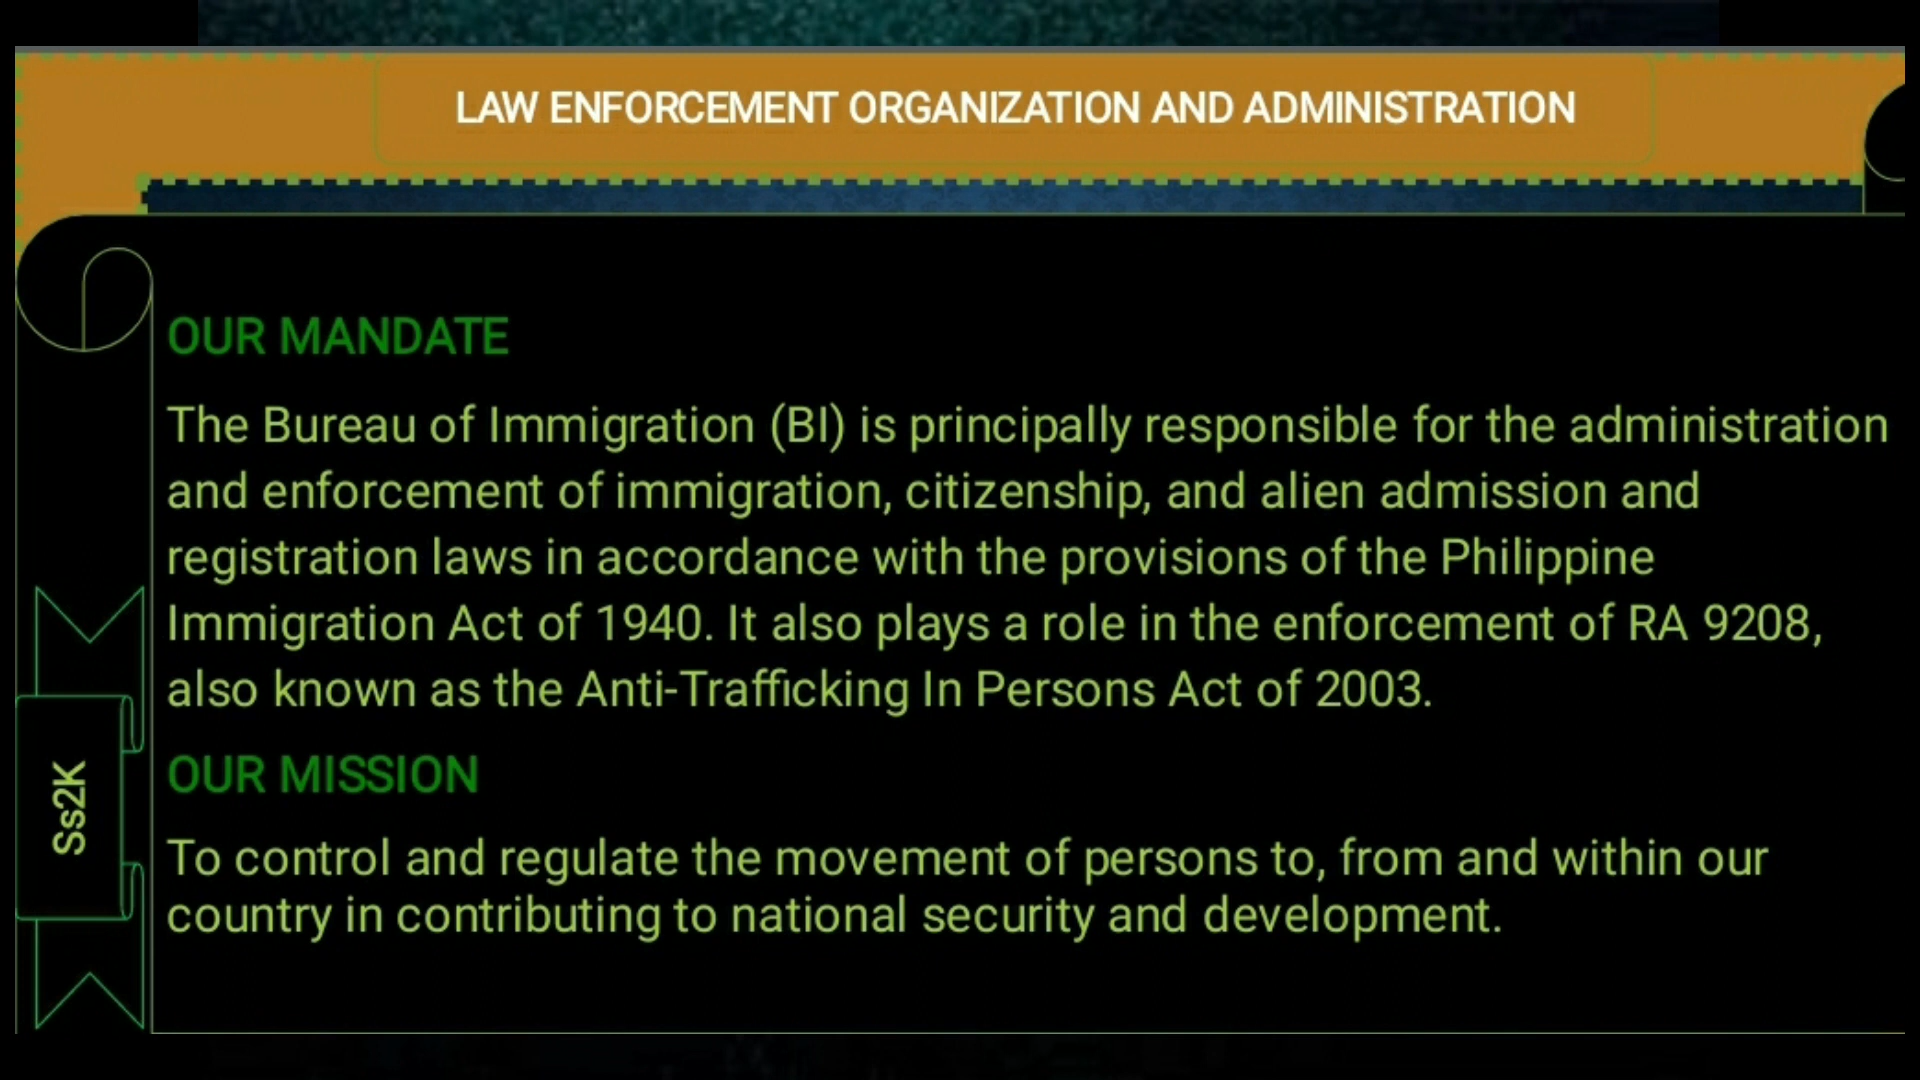 LAW ENFORCEMENT ORGANIZATION AND ADMINISTRATION
OUR MANDATE
The Bureau of Immigration (BI) is principally responsible for the administration
and enforcement of immigration, citizenship, and alien admission and
registration laws in accordance with the provisions of the Philippine
Immigration Act of 1940. It also plays a role in the enforcement of RA 9208,
also known as the Anti-Trafficking In Persons Act of 2003.
OUR MISSION
To control and regulate the movement of persons to, from and within our
country in contributing to national security and development.
Ss2K